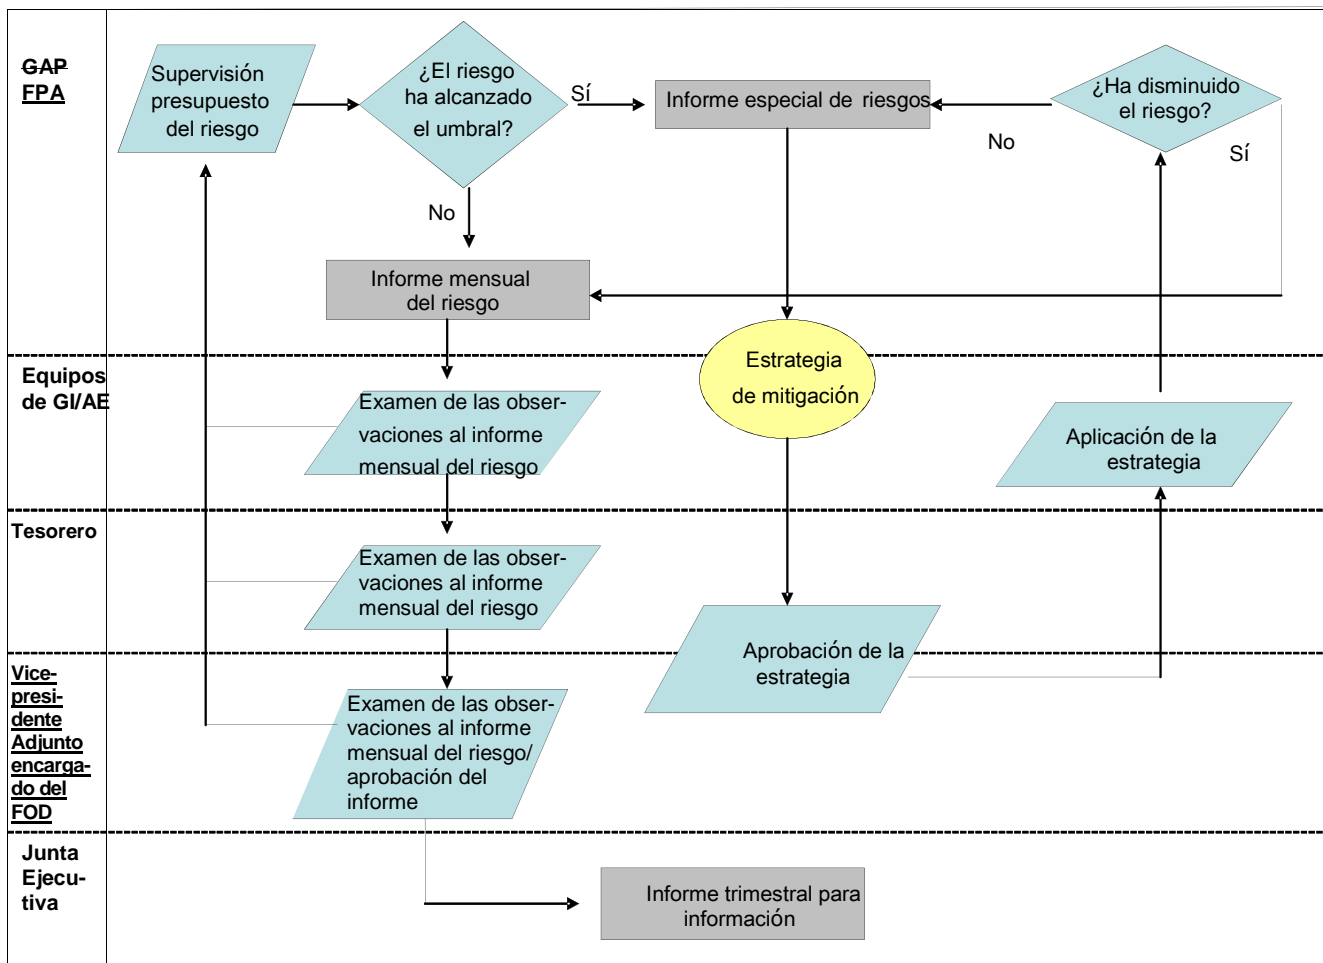 GAP
FPA
Supervisión
presupuesto
del riesgo
¿El riesgo
ha alcanzado
el umbral?
Sí
No
Informe especial de riesgos
¿Ha disminuido
el riesgo?
No
Sí
Informe mensual
del riesgo
Equipos
de GI/AE
Examen de las obser-
vaciones al informe
mensual del riesgo
Estrategia
de mitigación
Aplicación de la
estrategia
Tesorero
Examen de las obser-
vaciones al informe
mensual del riesgo
Aprobación de la
estrategia
Vice-
presi-
dente
Adjunto
encarga-
do del
FOD
Examen de las obser-
vaciones al informe
mensual del riesgo/
aprobación del
informe
Junta
Ejecu-
tiva
Informe trimestral para
información